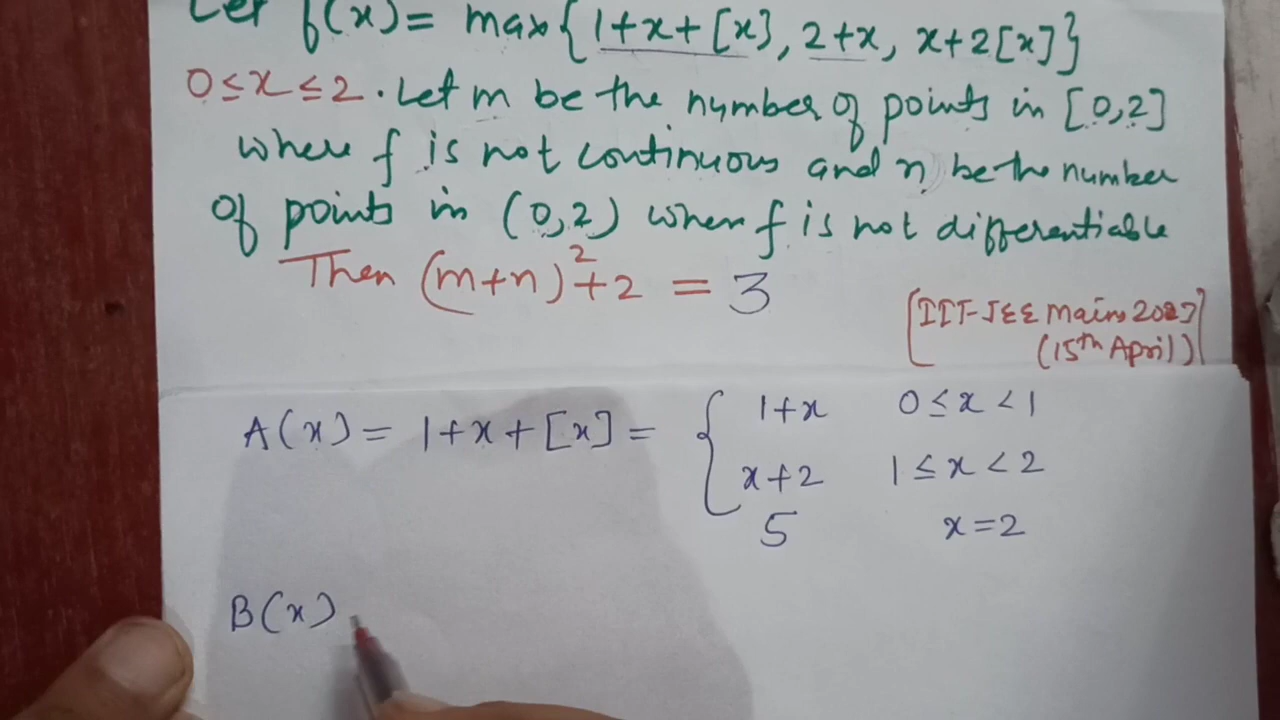 Let f(x) = max{1+x+[x], 2+x, x+2[x]}
0≤x≤2. Let m be the number of points in [0,2]
where f is not continuous and n be the number
of points in (0,2) when f is not differentiable
Then (m+n)²+2 = 3
[IIT-JEE Mains 2023
(15th April)]
A(x) = 1+x+[x] = { 1+x 0≤x<1
x+2 1≤x<2
5 x=2
B(x)